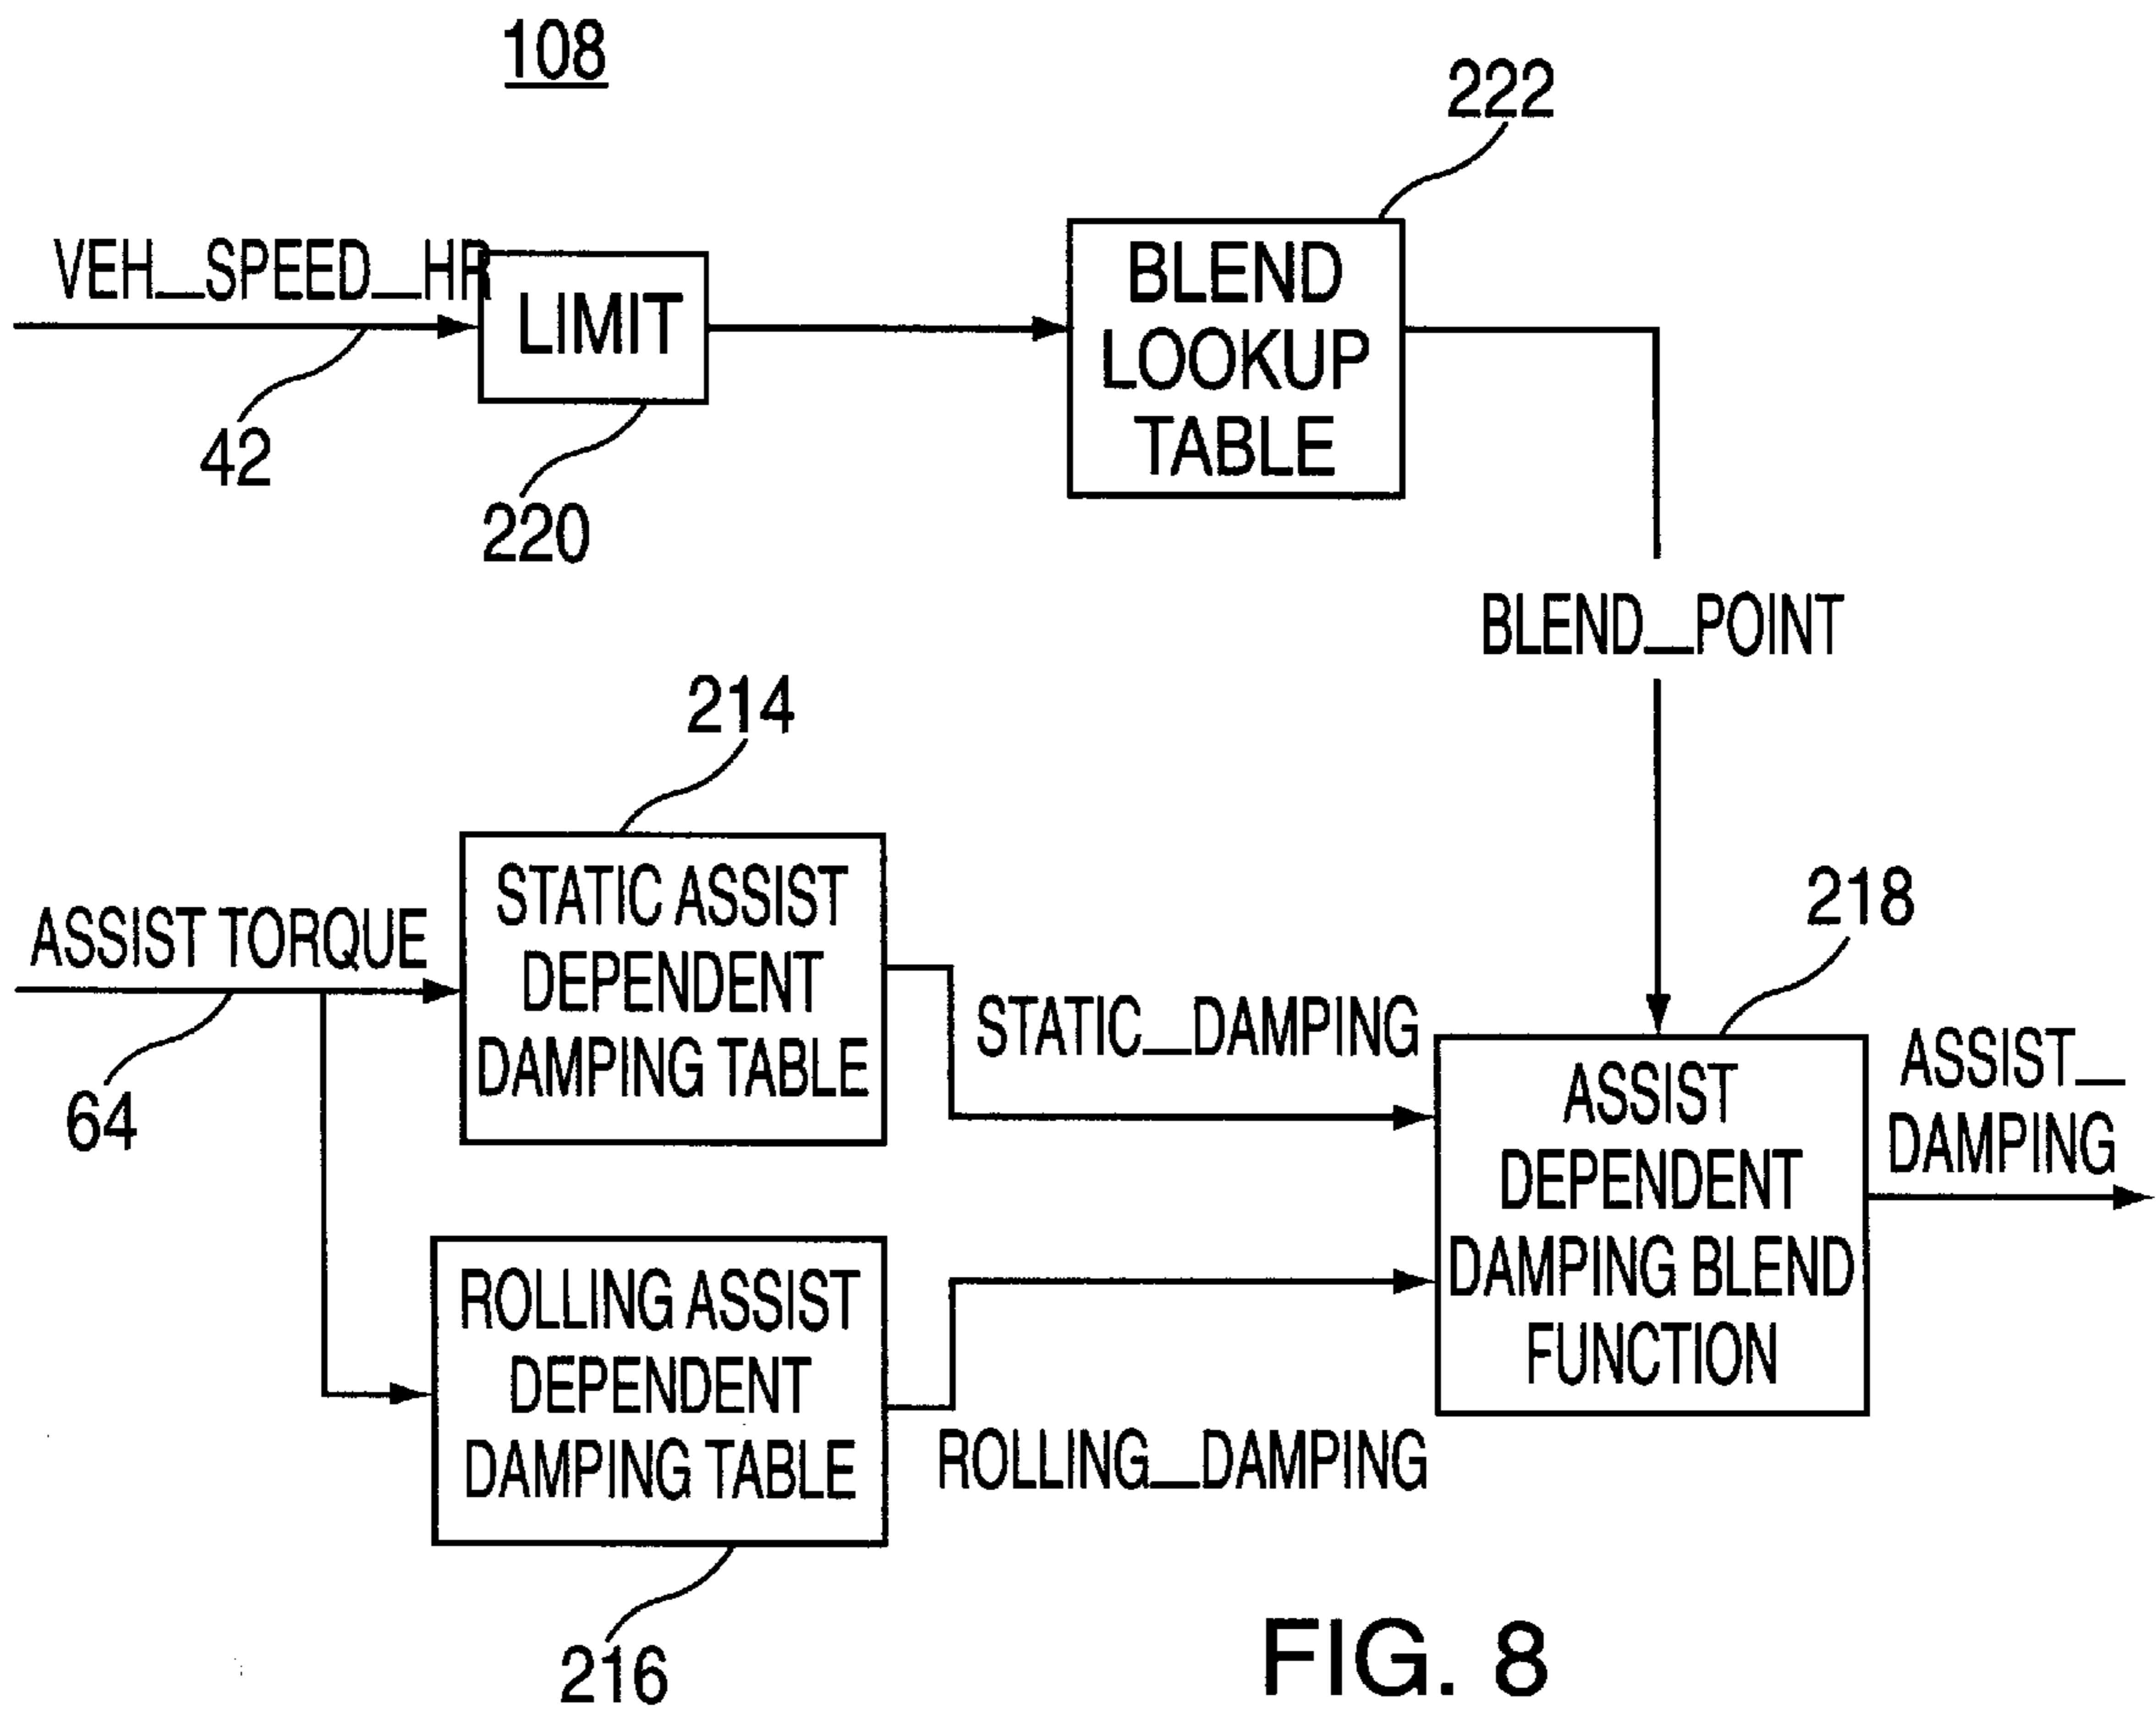 108
222
VEH_SPEED_HR
LIMIT
BLEND
LOOKUP
TABLE
42
220
BLEND_POINT
214
218
ASSIST TORQUE
STATIC ASSIST
DEPENDENT
DAMPING TABLE
STATIC_DAMPING
64
ASSIST
DEPENDENT
DAMPING BLEND
FUNCTION
ASSIST_
DAMPING
ROLLING ASSIST
DEPENDENT
DAMPING TABLE
ROLLING_DAMPING
216
FIG. 8